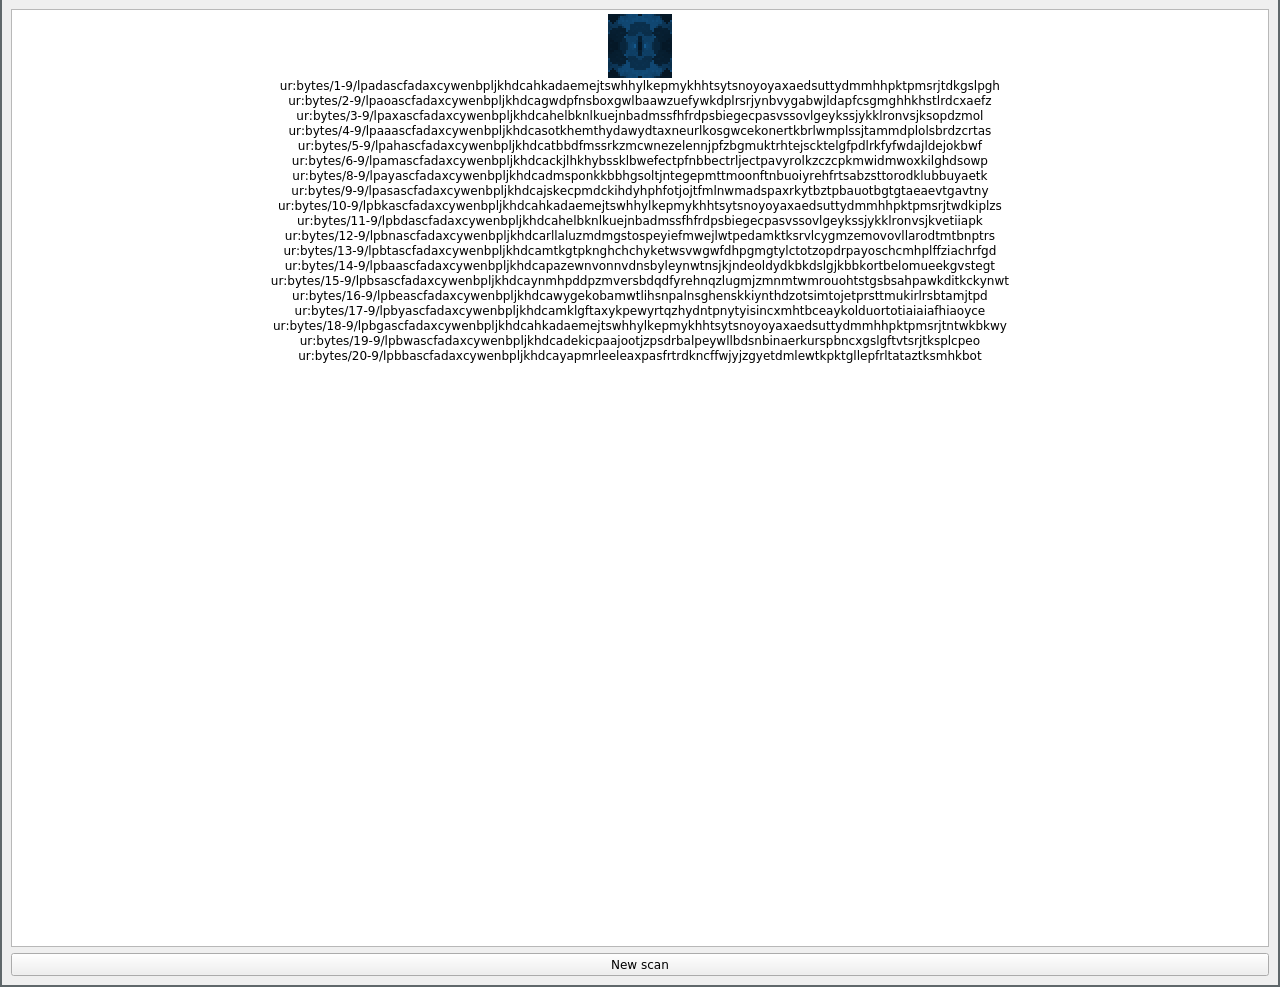 ur:bytes/1-9/lpadascfadaxcywenbpljkhdcahkadaemejtswhhylkepmykhhtsytsnoyoyaxaedsuttydmmhhpktpmsrjtdkgslpgh
ur:bytes/2-9/lpaoascfadaxcywenbpljkhdcagwdpfnsboxgwlbaawzuefywkdplrsrjynbvygabwjldapfcsgmghhkhstlrdcxaefz
ur:bytes/3-9/lpaxascfadaxcywenbpljkhdcahelbknlkuejnbadmssfhfrdpsbiegecpasvssovlgeykssjykklronvsjksopdzmol
ur:bytes/4-9/lpaaascfadaxcywenbpljkhdcasotkhemthydawydtaxneurlkosgwcekonertkbrlwmplssjtammdplolsbrdzcrtas
ur:bytes/5-9/lpahascfadaxcywenbpljkhdcatbbdfmssrkzmcwnezelennjpfzbgmuktrhtejscktelgfpdlrkfyfwdajldejokbwf
ur:bytes/6-9/lpamascfadaxcywenbpljkhdcackjlhkhybssklbwefectpfnbbectrljectpavyrolkzczcpkmwidmwoxkilghdsowp
ur:bytes/8-9/lpayascfadaxcywenbpljkhdcadmsponkkbbhgsoltjntegepmttmoonftnbuoiyrehfrtsabzsttorodklubbuyaetk
ur:bytes/9-9/lpasascfadaxcywenbpljkhdcajskecpmdckihdyhphfotjojtfmlnwmadspaxrkytbztpbauotbgtgtaeaevtgavtny
ur:bytes/10-9/lpbkascfadaxcywenbpljkhdcahkadaemejtswhhylkepmykhhtsytsnoyoyaxaedsuttydmmhhpktpmsrjtwdkiplzs
ur:bytes/11-9/lpbdascfadaxcywenbpljkhdcahelbknlkuejnbadmssfhfrdpsbiegecpasvssovlgeykssjykklronvsjkvetiiapk
ur:bytes/12-9/lpbnascfadaxcywenbpljkhdcarllaluzmdmgstospeyiefmwejlwtpedamktksrvlcygmzemovovllarodtmtbnptrs
ur:bytes/13-9/lpbtascfadaxcywenbpljkhdcamtkgtpknghchchyketwsvwgwfdhpgmgtylctotzopdrpayoschcmhplffziachrfgd
ur:bytes/14-9/lpbaascfadaxcywenbpljkhdcapazewnvonnvdnsbyleynwtnsjkjndeoldydkbkdslgjkbbkortbelomueekgvstegt
ur:bytes/15-9/lpbsascfadaxcywenbpljkhdcaynmhpddpzmversbdqdfyrehnqzlugmjzmnmtwmrouohtstgsbsahpawkditkckynwt
ur:bytes/16-9/lpbeascfadaxcywenbpljkhdcawygekobamwtlihsnpalnsghenskkiynthdzotsimtojetprsttmukirlrsbtamjtpd
ur:bytes/17-9/lpbyascfadaxcywenbpljkhdcamklgftaxykpewyrtqzhydntpnytyisincxmhtbceaykolduortotiaiaiafhiaoyce
ur:bytes/18-9/lpbgascfadaxcywenbpljkhdcahkadaemejtswhhylkepmykhhtsytsnoyoyaxaedsuttydmmhhpktpmsrjtntwkbkwy
ur:bytes/19-9/lpbwascfadaxcywenbpljkhdcadekicpaajootjzpsdrbalpeywllbdsnbinaerkurspbncxgslgftvtsrjtksplcpeo
ur:bytes/20-9/lpbbascfadaxcywenbpljkhdcayapmrleeleaxpasfrtrdkncffwjyjzgyetdmlewtkpktgllepfrltataztksmhkbot
New scan